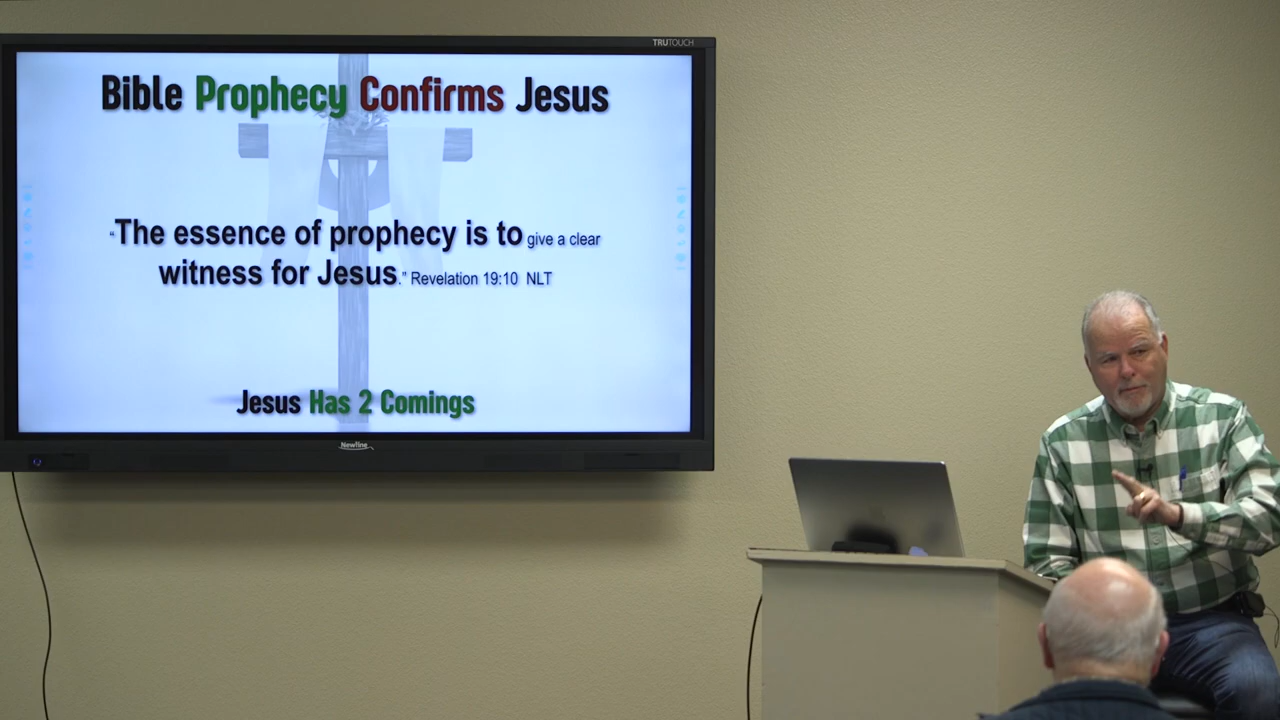 TRUTOUCH
Bible Prophecy Confirms Jesus
"The essence of prophecy is to give a clear
witness for Jesus." Revelation 19:10 NLT
Jesus Has 2 Comings
Newline